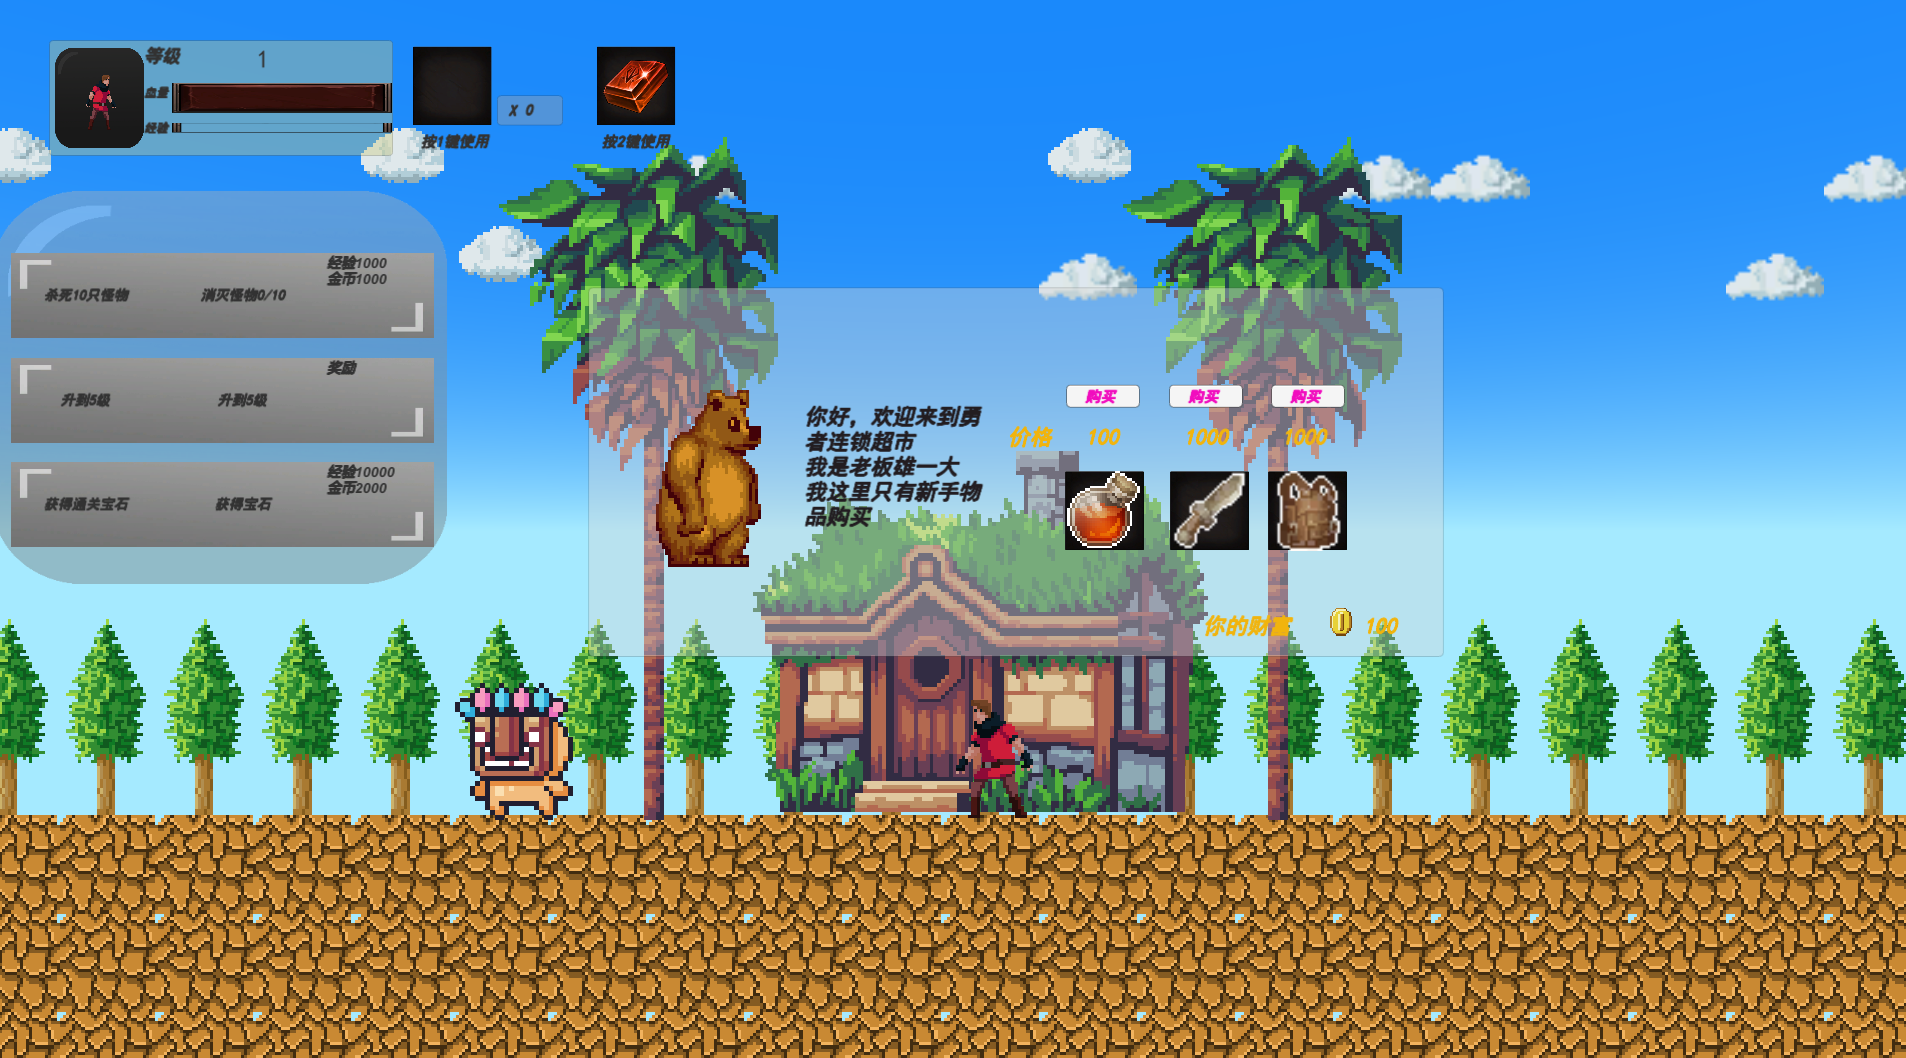 等级 1
血量
经验
X 0
按1键使用
按2键使用
经验1000
金币1000
杀死10只怪物 消灭怪物0/10
奖励
升到5级 升到5级
经验10000
金币2000
获得通关宝石 获得宝石
你好，欢迎来到勇
者连锁超市
我是老板雄一大
我这里只有新手物
品购买
购买 购买 购买
价格 100 1000 1000
你的财富 100